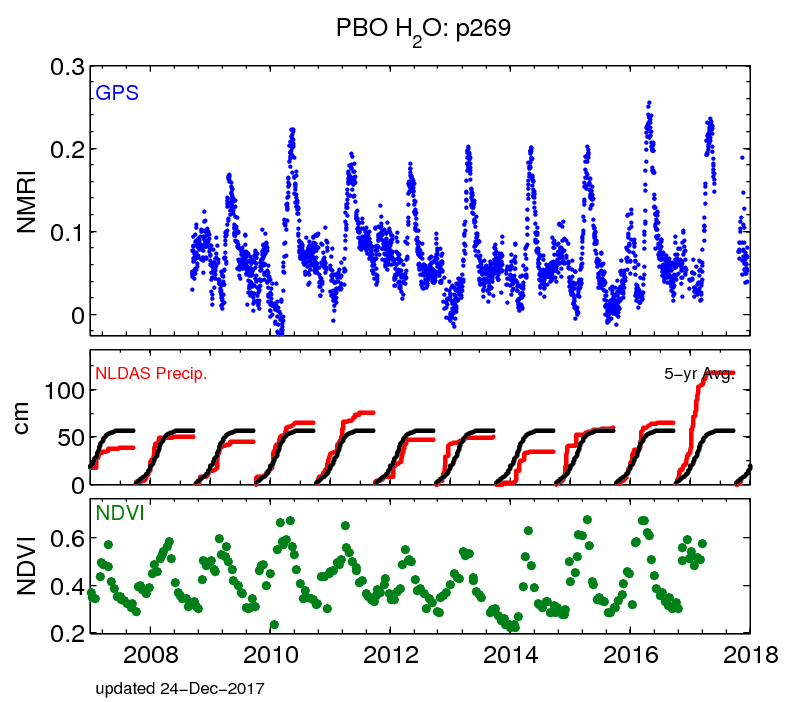 PBO H₂O: p269
0.3
GPS
0.2
NMRI
0.1
0
NLDAS Precip.
5−yr Avg.
100
cm
50
0
NDVI
0.6
NDVI
0.4
0.2
2008 2010 2012 2014 2016 2018
updated 24−Dec−2017